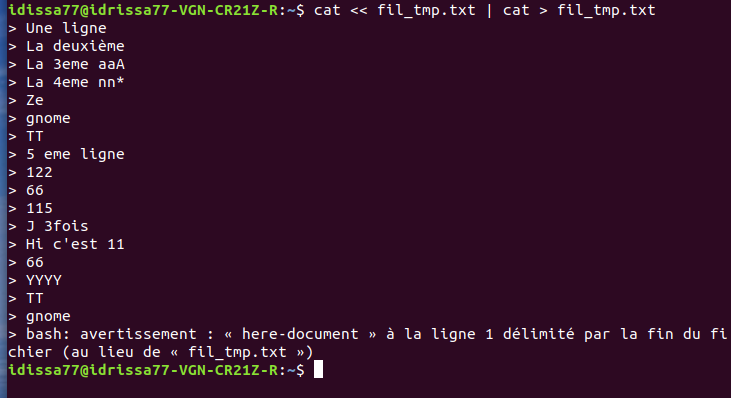 idissa77@idrissa77-VGN-CR21Z-R:~$ cat << fil_tmp.txt | cat > fil_tmp.txt
> Une ligne
> La deuxième
> La 3eme aaA
> La 4eme nn*
> Ze
> gnome
> TT
> 5 eme ligne
> 122
> 66
> 115
> J 3fois
> Hi c'est 11
> 66
> YYYY
> TT
> gnome
> bash: avertissement : « here-document » à la ligne 1 délimité par la fin du fi
chier (au lieu de « fil_tmp.txt »)
idissa77@idrissa77-VGN-CR21Z-R:~$